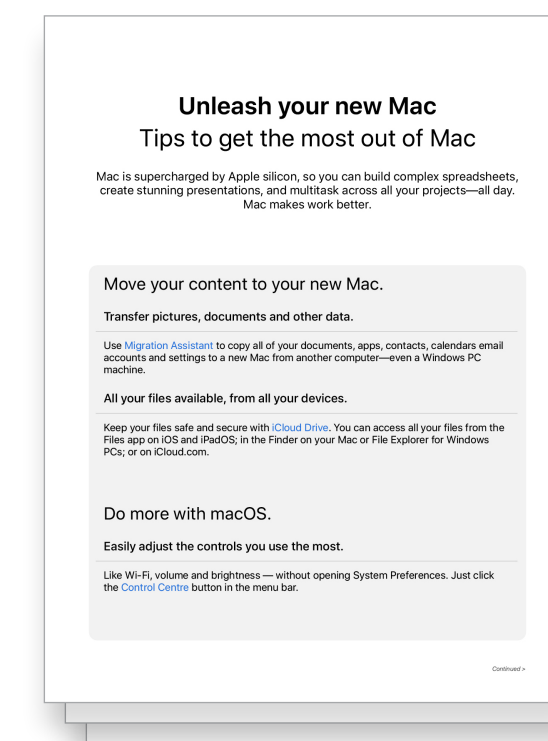 Unleash your new Mac
Tips to get the most out of Mac
Mac is supercharged by Apple silicon, so you can build complex spreadsheets,
create stunning presentations, and multitask across all your projects—all day.
Mac makes work better.
Move your content to your new Mac.
Transfer pictures, documents and other data.
Use Migration Assistant to copy all of your documents, apps, contacts, calendars email
accounts and settings to a new Mac from another computer—even a Windows PC
machine.
All your files available, from all your devices.
Keep your files safe and secure with iCloud Drive. You can access all your files from the
Files app on iOS and iPadOS; in the Finder on your Mac or File Explorer for Windows
PCs; or on iCloud.com.
Do more with macOS.
Easily adjust the controls you use the most.
Like Wi-Fi, volume and brightness — without opening System Preferences. Just click
the Control Centre button in the menu bar.
Continued >